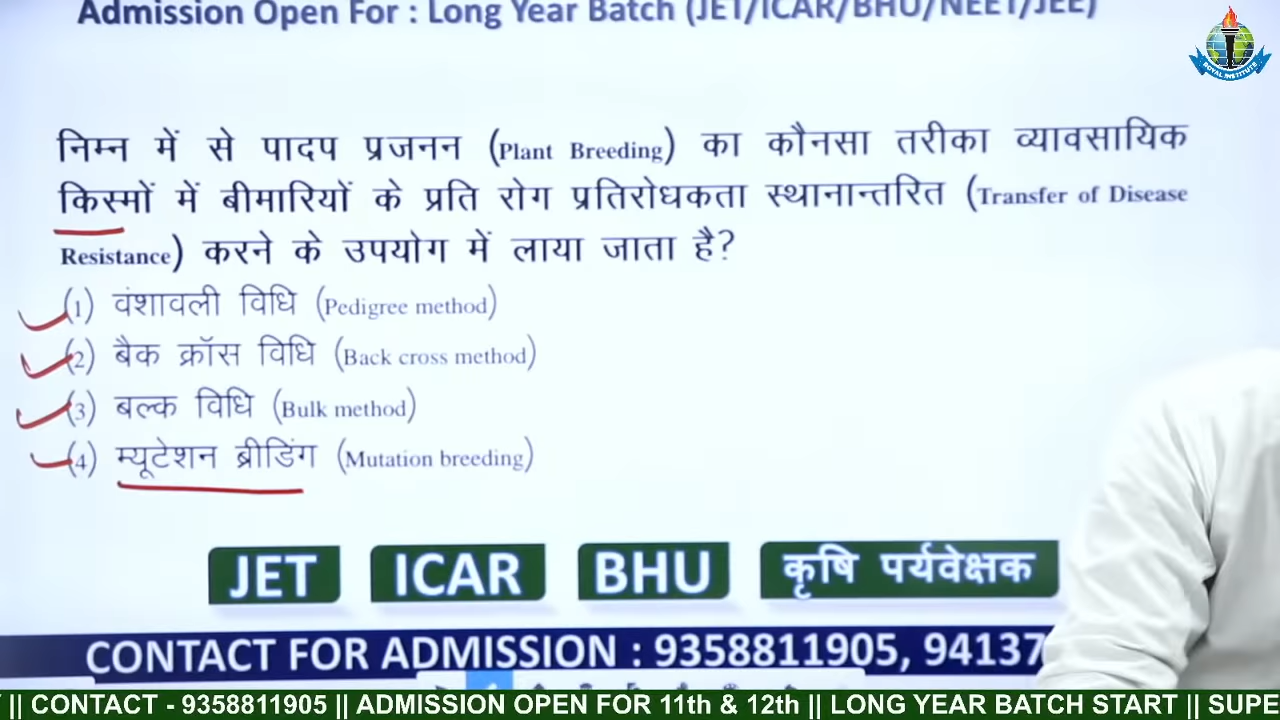 Admission Open For : Long Year Batch (JET/ICAR/BHU/NEET/JEE)
ROYAL INSTITUTE
निम्न में से पादप प्रजनन (Plant Breeding) का कौनसा तरीका व्यावसायिक
किस्मों में बीमारियों के प्रति रोग प्रतिरोधकता स्थानान्तरित (Transfer of Disease
Resistance) करने के उपयोग में लाया जाता है?
(1) वंशावली विधि (Pedigree method)
(2) बैक क्रॉस विधि (Back cross method)
(3) बल्क विधि (Bulk method)
(4) म्यूटेशन ब्रीडिंग (Mutation breeding)
JET ICAR BHU कृषि पर्यवेक्षक
CONTACT FOR ADMISSION : 9358811905, 94137
|| CONTACT - 9358811905 || ADMISSION OPEN FOR 11th & 12th || LONG YEAR BATCH START || SUPE